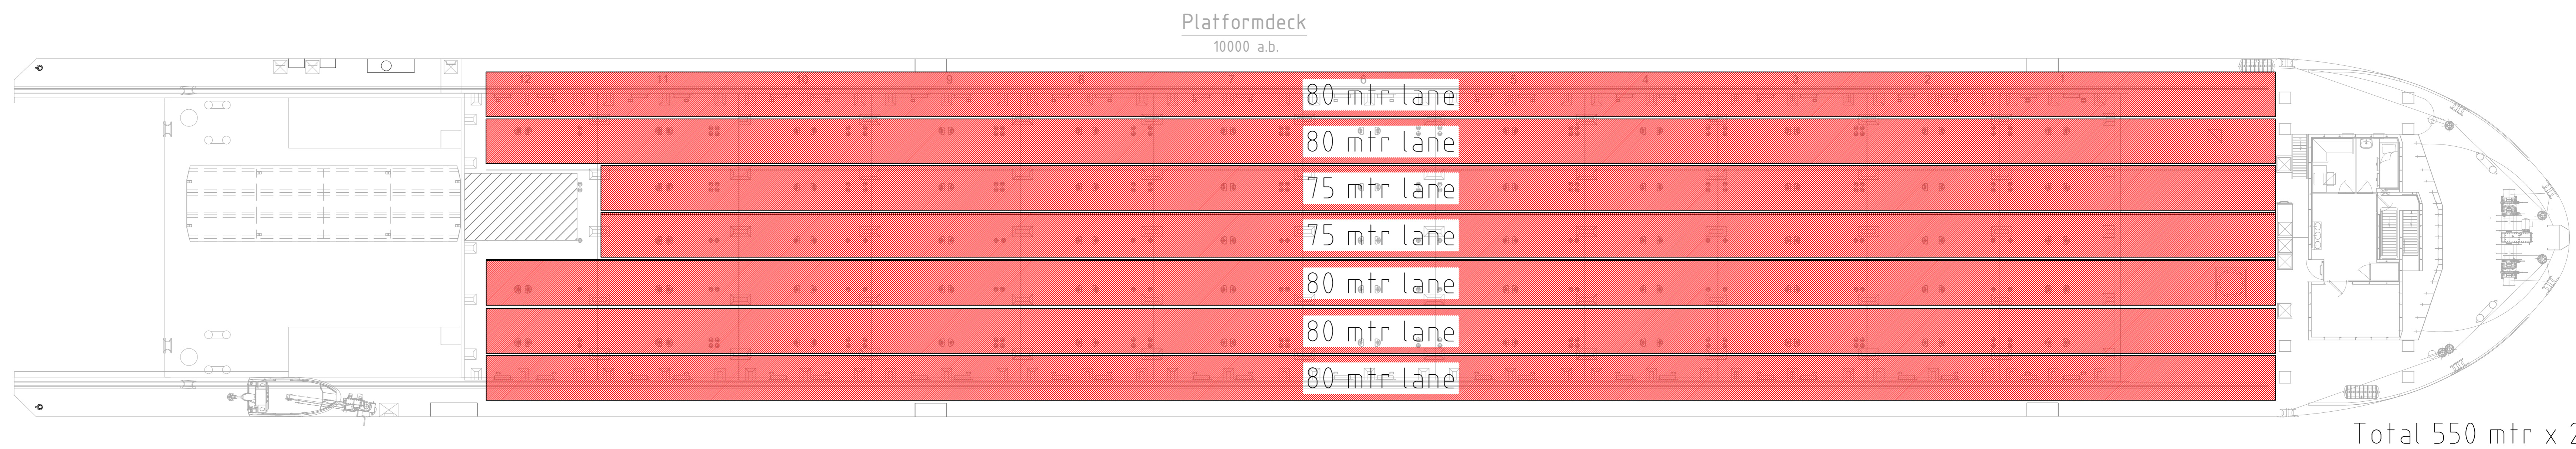 Platformdeck
10000 a.b.
12 11 10 9 8 7 6 5 4 3 2 1
80 mtr lane
80 mtr lane
75 mtr lane
75 mtr lane
80 mtr lane
80 mtr lane
80 mtr lane
Total 550 mtr x 2